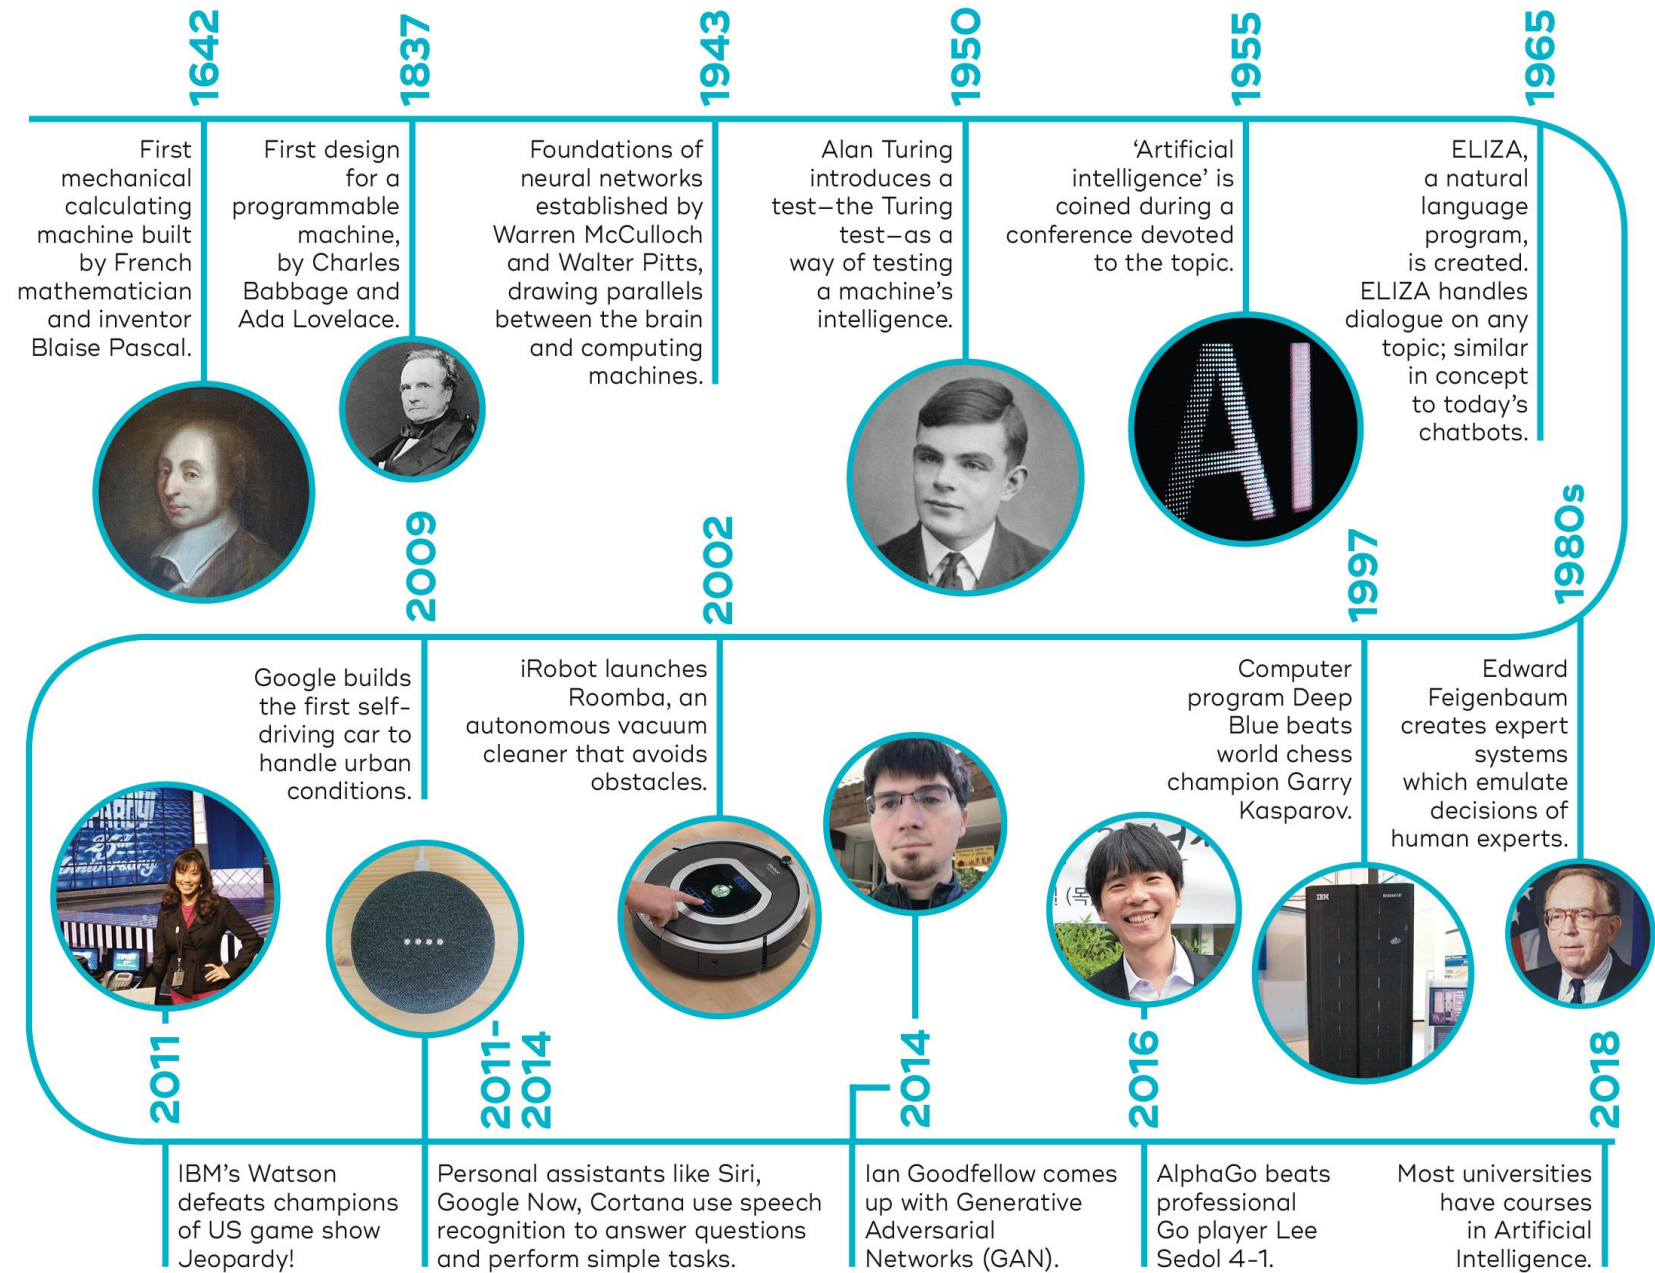 1642
First
mechanical
calculating
machine built
by French
mathematician
and inventor
Blaise Pascal.
1837
First design
for a
programmable
machine,
by Charles
Babbage and
Ada Lovelace.
1943
Foundations of
neural networks
established by
Warren McCulloch
and Walter Pitts,
drawing parallels
between the brain
and computing
machines.
1950
Alan Turing
introduces a
test—the Turing
test—as a
way of testing
a machine’s
intelligence.
1955
‘Artificial
intelligence’ is
coined during a
conference devoted
to the topic.
AI
1965
ELIZA,
a natural
language
program,
is created.
ELIZA handles
dialogue on any
topic; similar
in concept
to today’s
chatbots.
1980s
Edward
Feigenbaum
creates expert
systems
which emulate
decisions of
human experts.
1997
Computer
program Deep
Blue beats
world chess
champion Garry
Kasparov.
IBM
2002
iRobot launches
Roomba, an
autonomous vacuum
cleaner that avoids
obstacles.
2009
Google builds
the first self-
driving car to
handle urban
conditions.
2011
IBM’s Watson
defeats champions
of US game show
Jeopardy!
Anniversary
2011-
2014
Personal assistants like Siri,
Google Now, Cortana use speech
recognition to answer questions
and perform simple tasks.
2014
Ian Goodfellow comes
up with Generative
Adversarial
Networks (GAN).
2016
AlphaGo beats
professional
Go player Lee
Sedol 4-1.
2018
Most universities
have courses
in Artificial
Intelligence.